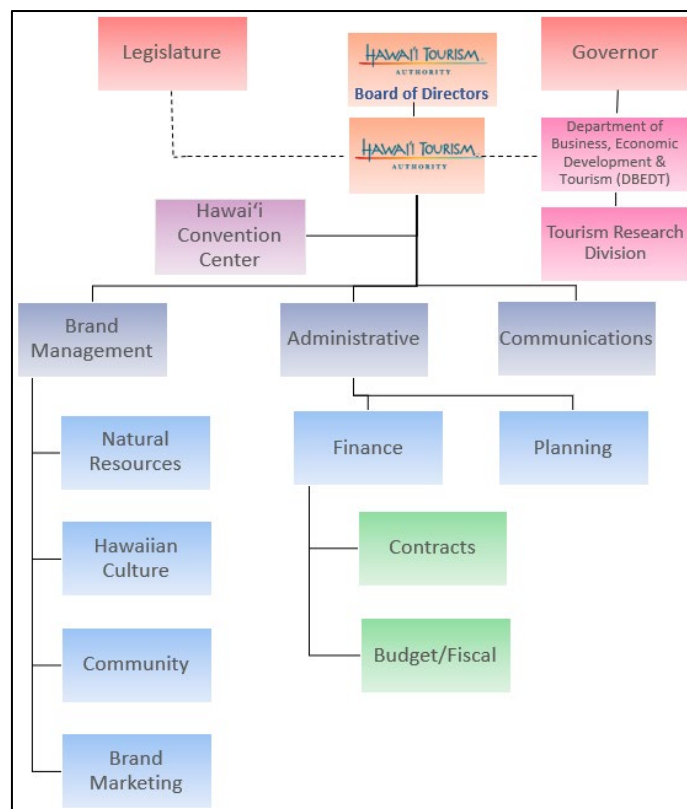 Legislature
HAWAI‘I TOURISM
AUTHORITY
Board of Directors
Governor
HAWAI‘I TOURISM
AUTHORITY
Department of
Business, Economic
Development &
Tourism (DBEDT)
Hawai‘i
Convention
Center
Tourism Research
Division
Brand
Management
Administrative
Communications
Natural
Resources
Finance
Planning
Hawaiian
Culture
Contracts
Community
Budget/Fiscal
Brand
Marketing